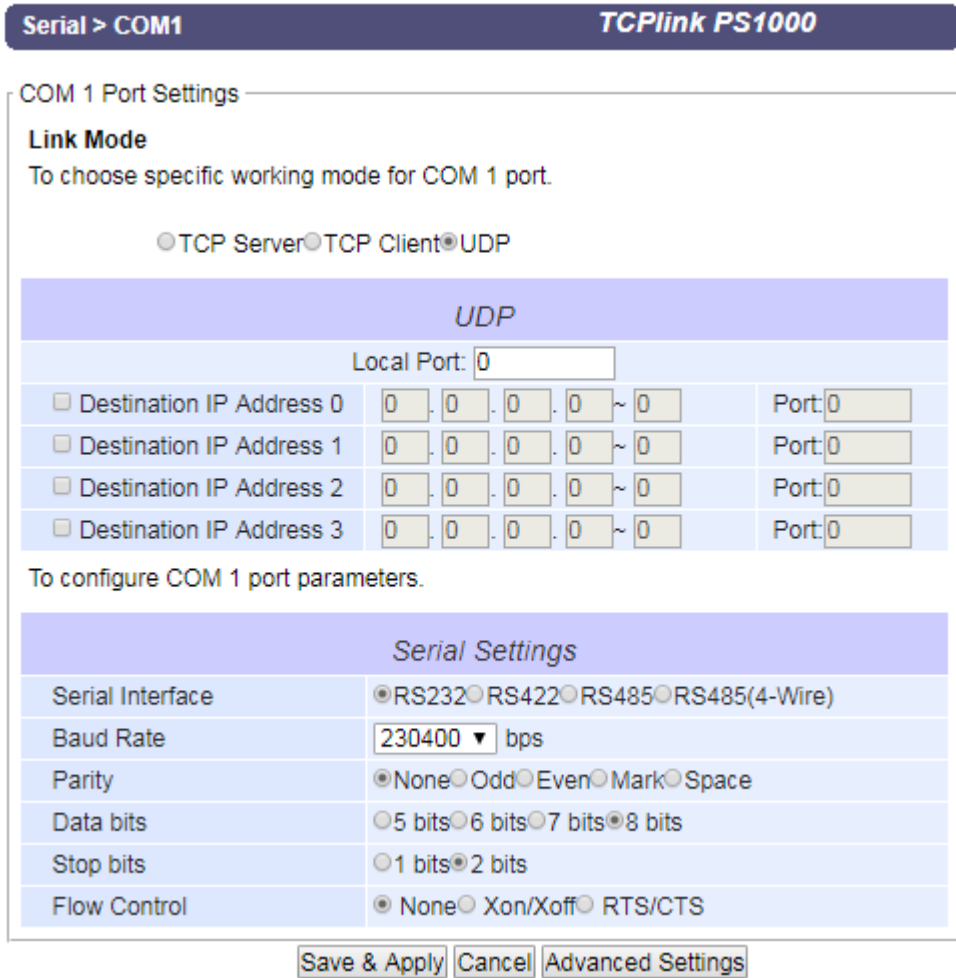 Serial > COM1 TCPlink PS1000
COM 1 Port Settings
Link Mode
To choose specific working mode for COM 1 port.
TCP Server TCP Client UDP
UDP
Local Port: 0
Destination IP Address 0 0 . 0 . 0 . 0 ~ 0 Port: 0
Destination IP Address 1 0 . 0 . 0 . 0 ~ 0 Port: 0
Destination IP Address 2 0 . 0 . 0 . 0 ~ 0 Port: 0
Destination IP Address 3 0 . 0 . 0 . 0 ~ 0 Port: 0
To configure COM 1 port parameters.
Serial Settings
Serial Interface RS232 RS422 RS485 RS485(4-Wire)
Baud Rate 230400 bps
Parity None Odd Even Mark Space
Data bits 5 bits 6 bits 7 bits 8 bits
Stop bits 1 bits 2 bits
Flow Control None Xon/Xoff RTS/CTS
Save & Apply Cancel Advanced Settings